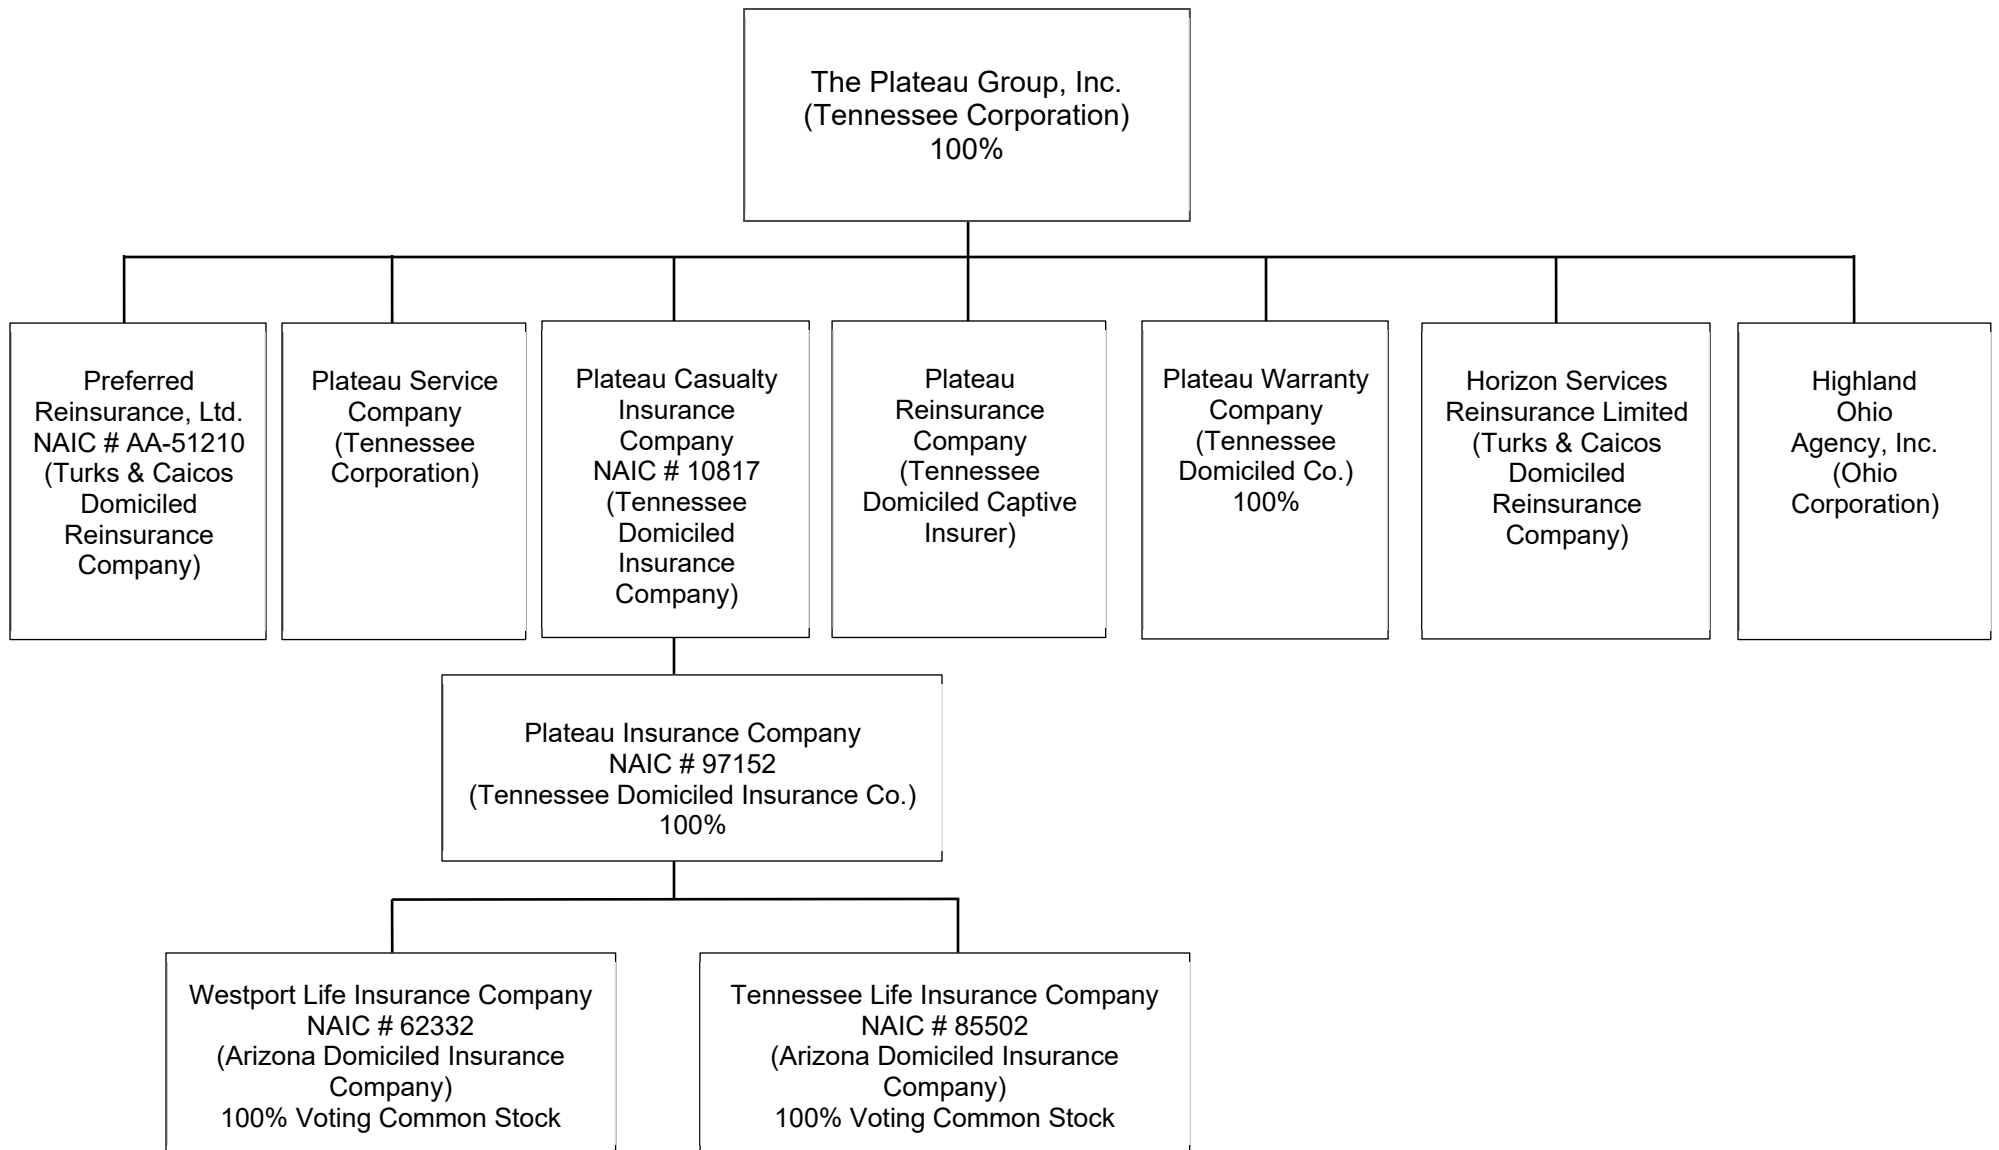 The Plateau Group, Inc.
(Tennessee Corporation)
100%
Preferred
Reinsurance, Ltd.
NAIC # AA-51210
(Turks & Caicos
Domiciled
Reinsurance
Company)
Plateau Service
Company
(Tennessee
Corporation)
Plateau Casualty
Insurance
Company
NAIC # 10817
(Tennessee
Domiciled
Insurance
Company)
Plateau
Reinsurance
Company
(Tennessee
Domiciled Captive
Insurer)
Plateau Warranty
Company
(Tennessee
Domiciled Co.)
100%
Horizon Services
Reinsurance Limited
(Turks & Caicos
Domiciled
Reinsurance
Company)
Highland
Ohio
Agency, Inc.
(Ohio
Corporation)
Plateau Insurance Company
NAIC # 97152
(Tennessee Domiciled Insurance Co.)
100%
Westport Life Insurance Company
NAIC # 62332
(Arizona Domiciled Insurance
Company)
100% Voting Common Stock
Tennessee Life Insurance Company
NAIC # 85502
(Arizona Domiciled Insurance
Company)
100% Voting Common Stock